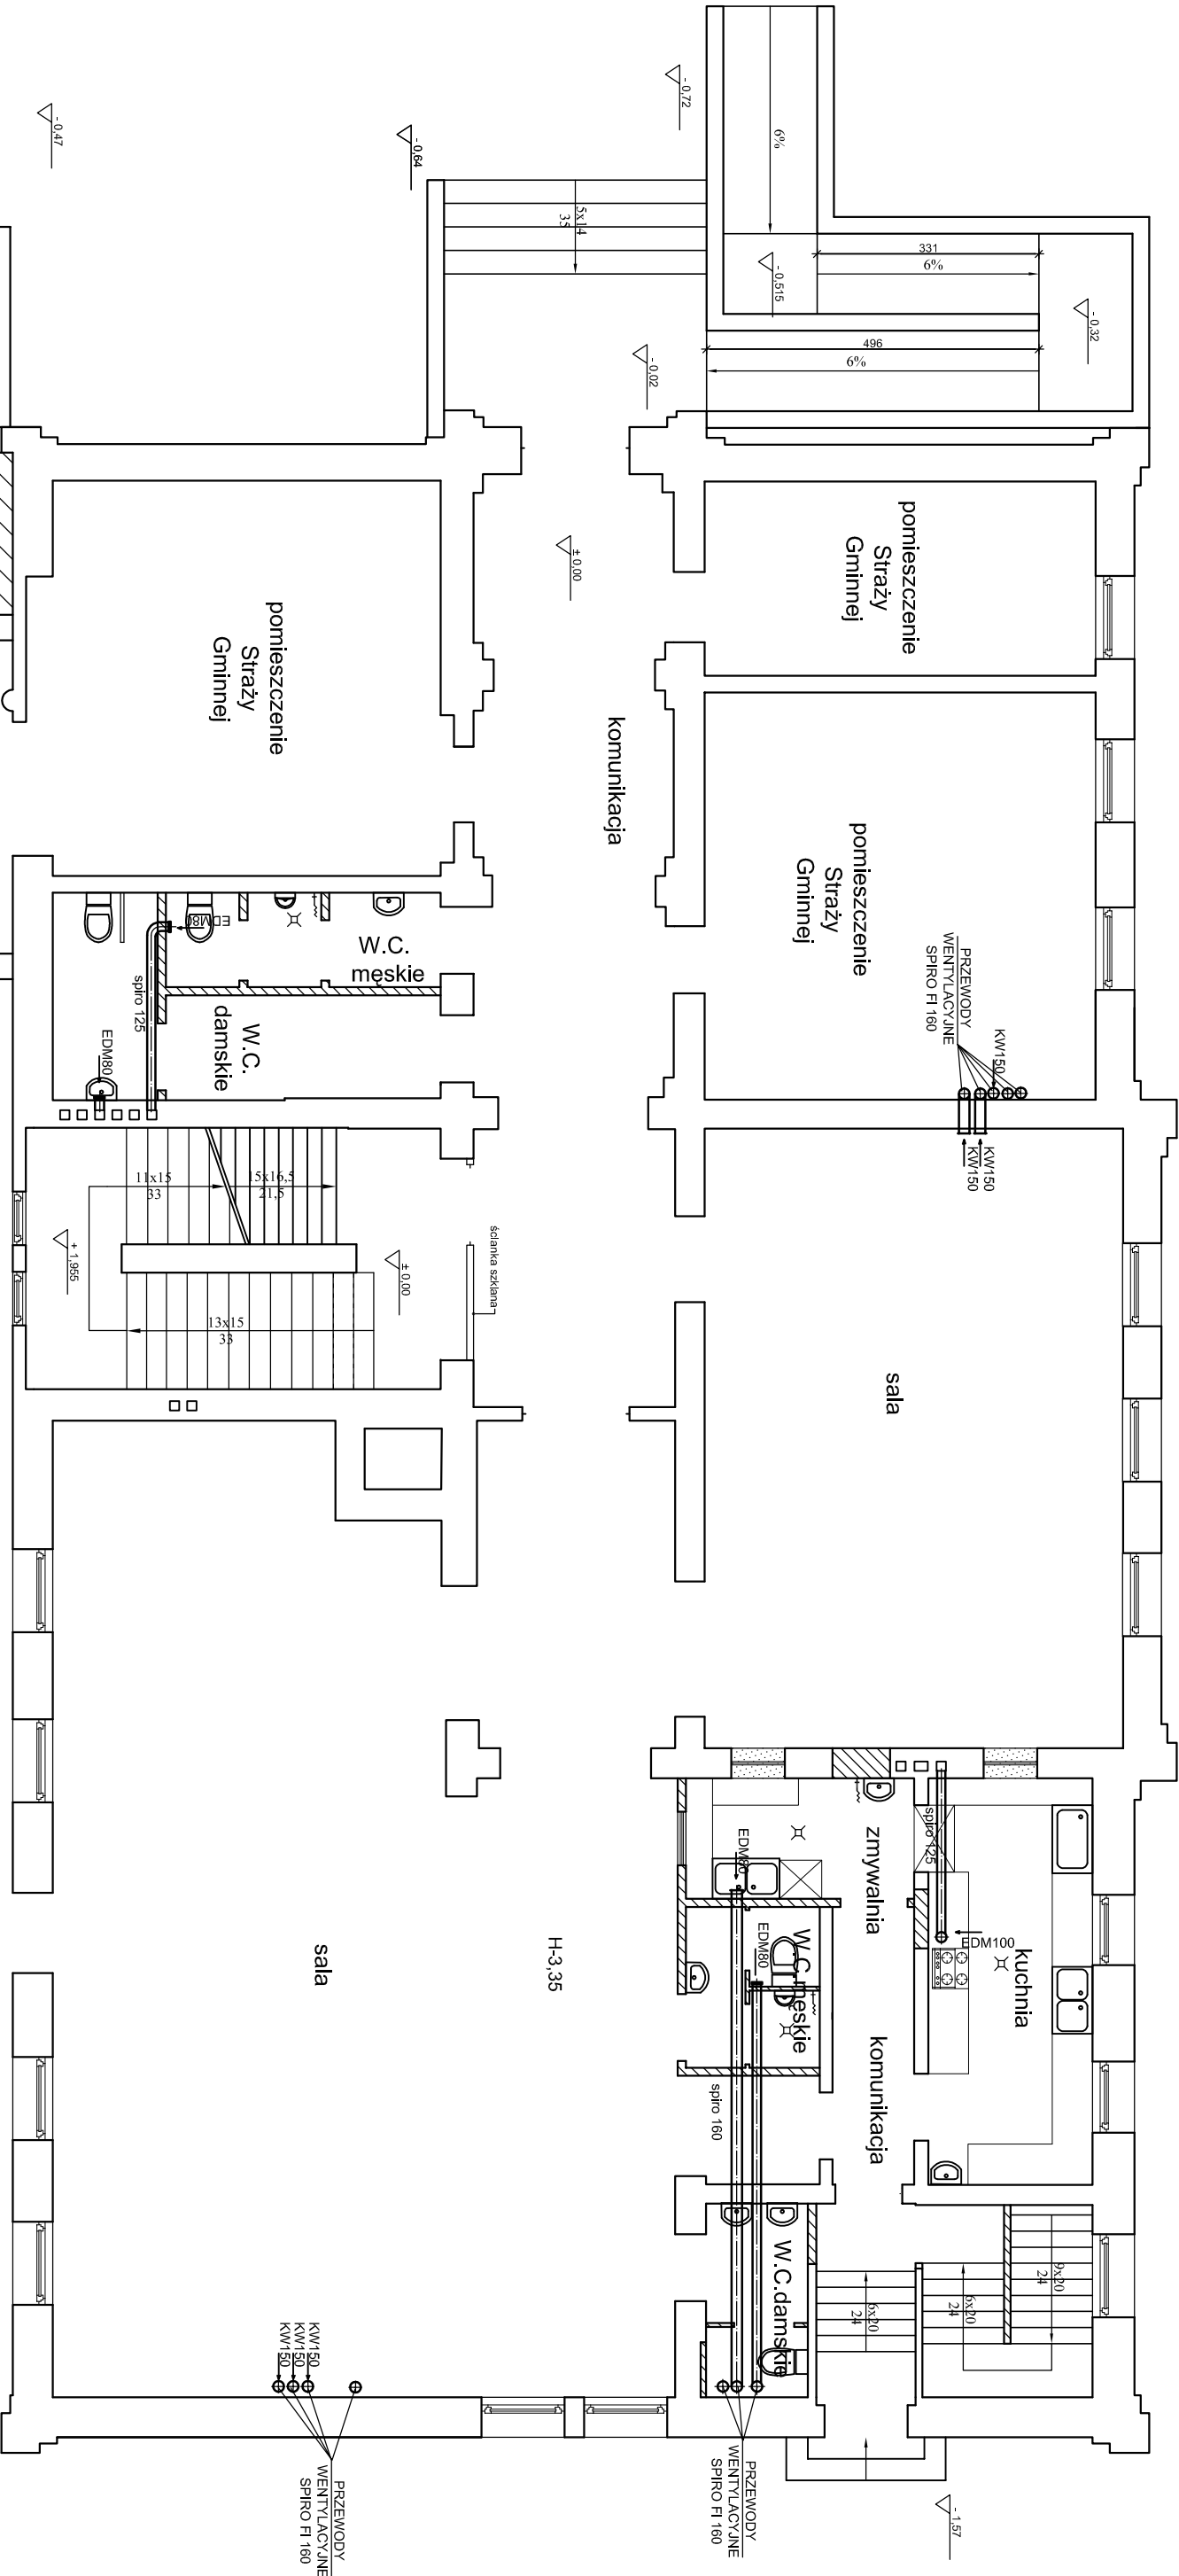 6%
331
6%
496
6%
- 0,72
- 0,515
- 0,32
- 0,02
- 0,64
- 0,47
5x14
35
± 0,00
pomieszczenie
Straży
Gminnej
pomieszczenie
Straży
Gminnej
pomieszczenie
Straży
Gminnej
komunikacja
PRZEWODY
WENTYLACYJNE
SPIRO FI 160
KW150
KW150
KW150
W.C.
męskie
W.C.
damskie
EDM80
spiro 125
EDM80
11x15
33
15x16,5
21,5
13x15
33
+ 1,955
± 0,00
ścianka szklana
sala
sala
H-3,35
zmywalnia
spiro 125
EDM100
kuchnia
EDM80
EDM80
W.C.męskie
komunikacja
spiro 160
W.C.damskie
9x20
24
6x20
24
6x20
24
KW150
KW150
KW150
PRZEWODY
WENTYLACYJNE
SPIRO FI 160
PRZEWODY
WENTYLACYJNE
SPIRO FI 160
- 1,57